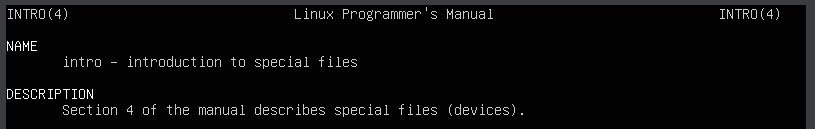 INTRO(4) Linux Programmer's Manual INTRO(4)
NAME
intro – introduction to special files
DESCRIPTION
Section 4 of the manual describes special files (devices).